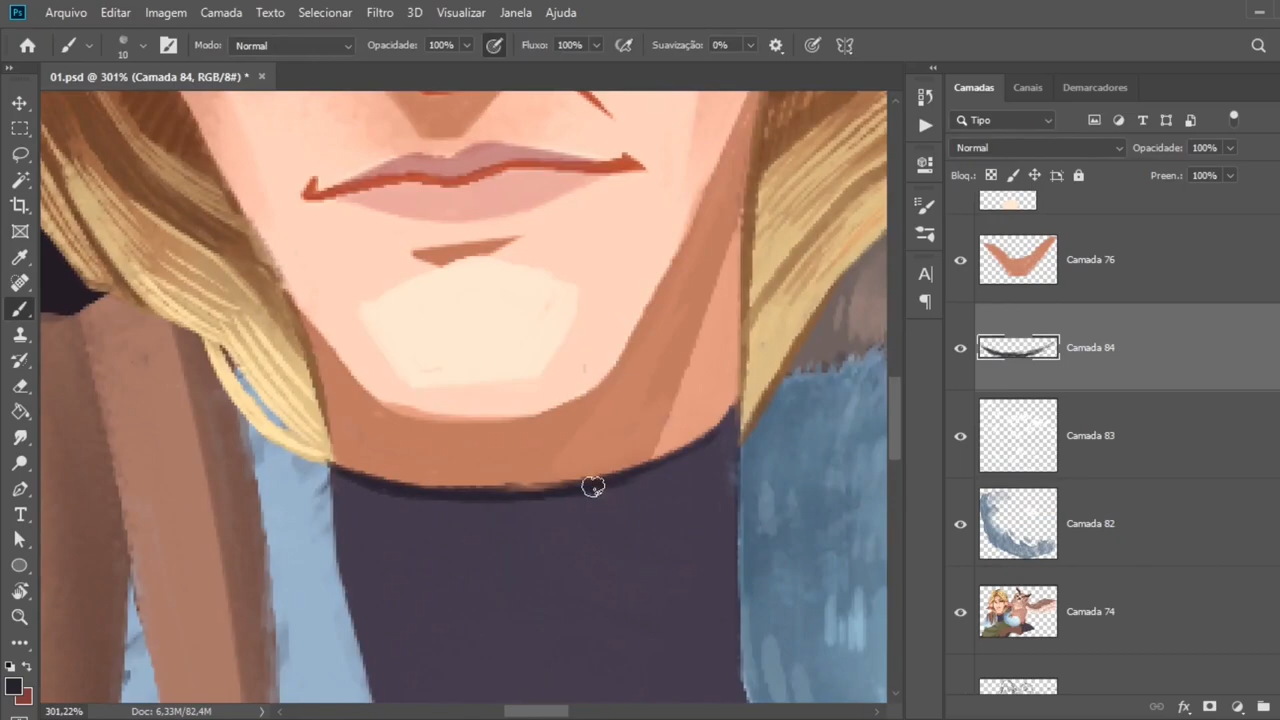 Ps Arquivo Editar Imagem Camada Texto Selecionar Filtro 3D Visualizar Janela Ajuda
10 Modo: Normal Opacidade: 100% Fluxo: 100% Suavização: 0%
01.psd @ 301% (Camada 84, RGB/8#) *
Camadas Canais Demarcadores
Tipo
Normal Opacidade: 100%
Bloq.: Preen.: 100%
Camada 76
Camada 84
Camada 83
Camada 82
Camada 74
301,22% Doc: 6,33M/82,4M